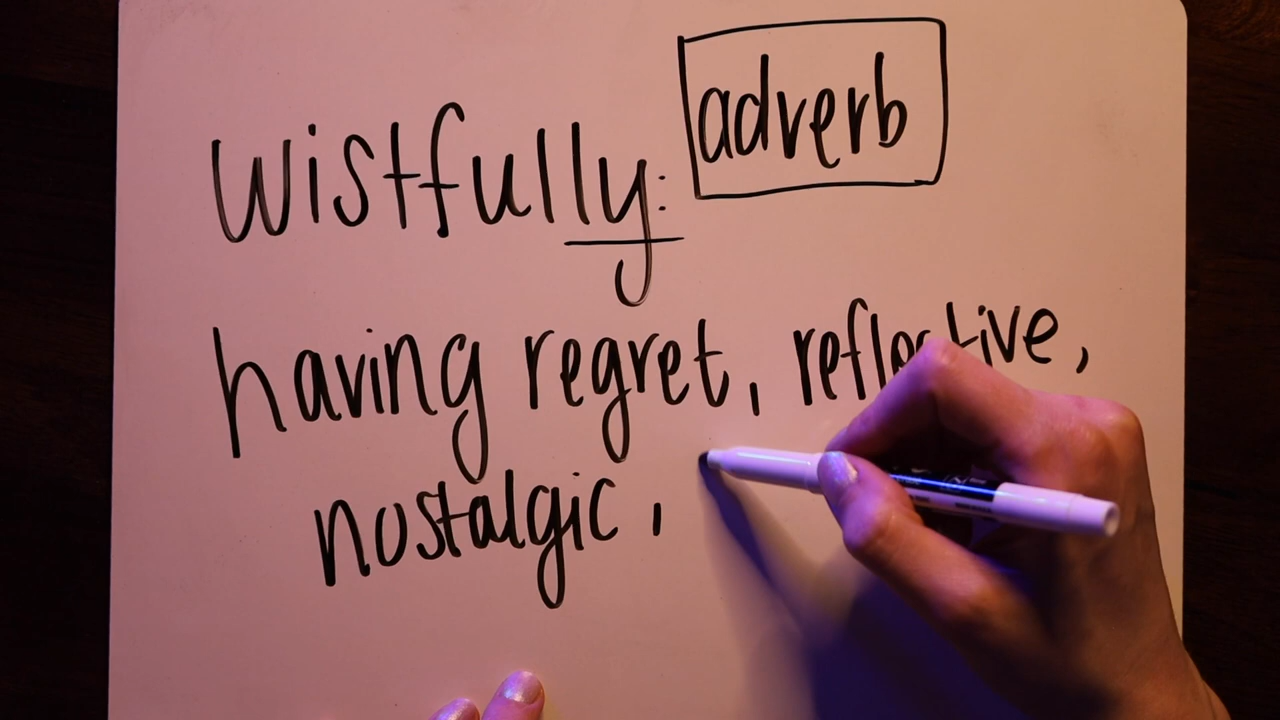 wistfully: adverb
having regret, reflective,
nostalgic,